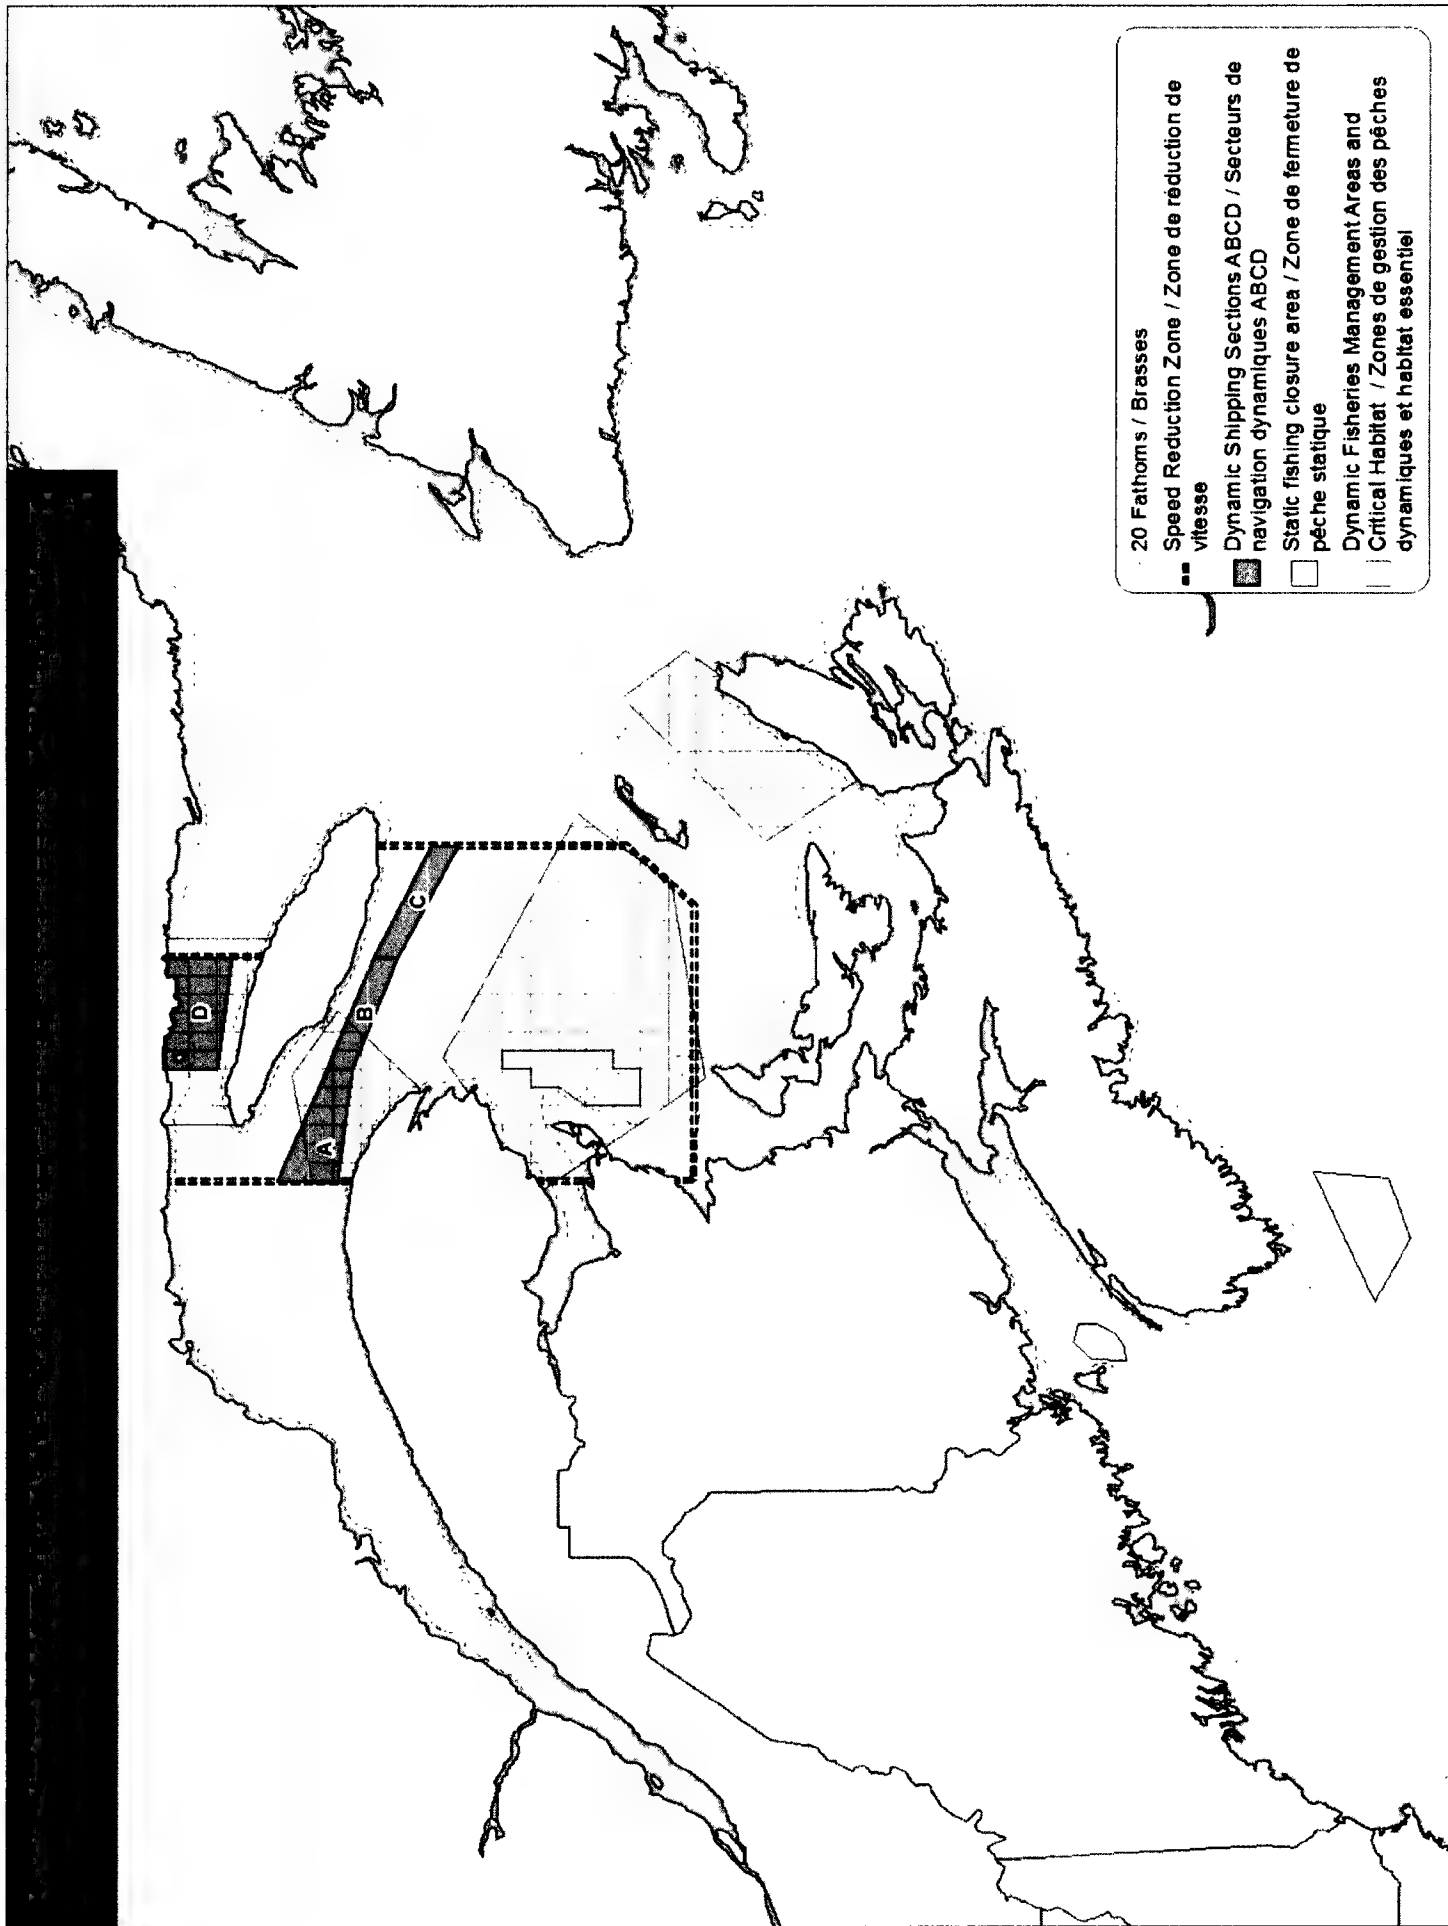 D
A
B
C
20 Fathoms / Brasses
Speed Reduction Zone / Zone de réduction de
vitesse
Dynamic Shipping Sections ABCD / Secteurs de
navigation dynamiques ABCD
Static fishing closure area / Zone de fermeture de
pêche statique
Dynamic Fisheries Management Areas and
Critical Habitat / Zones de gestion des pêches
dynamiques et habitat essentiel